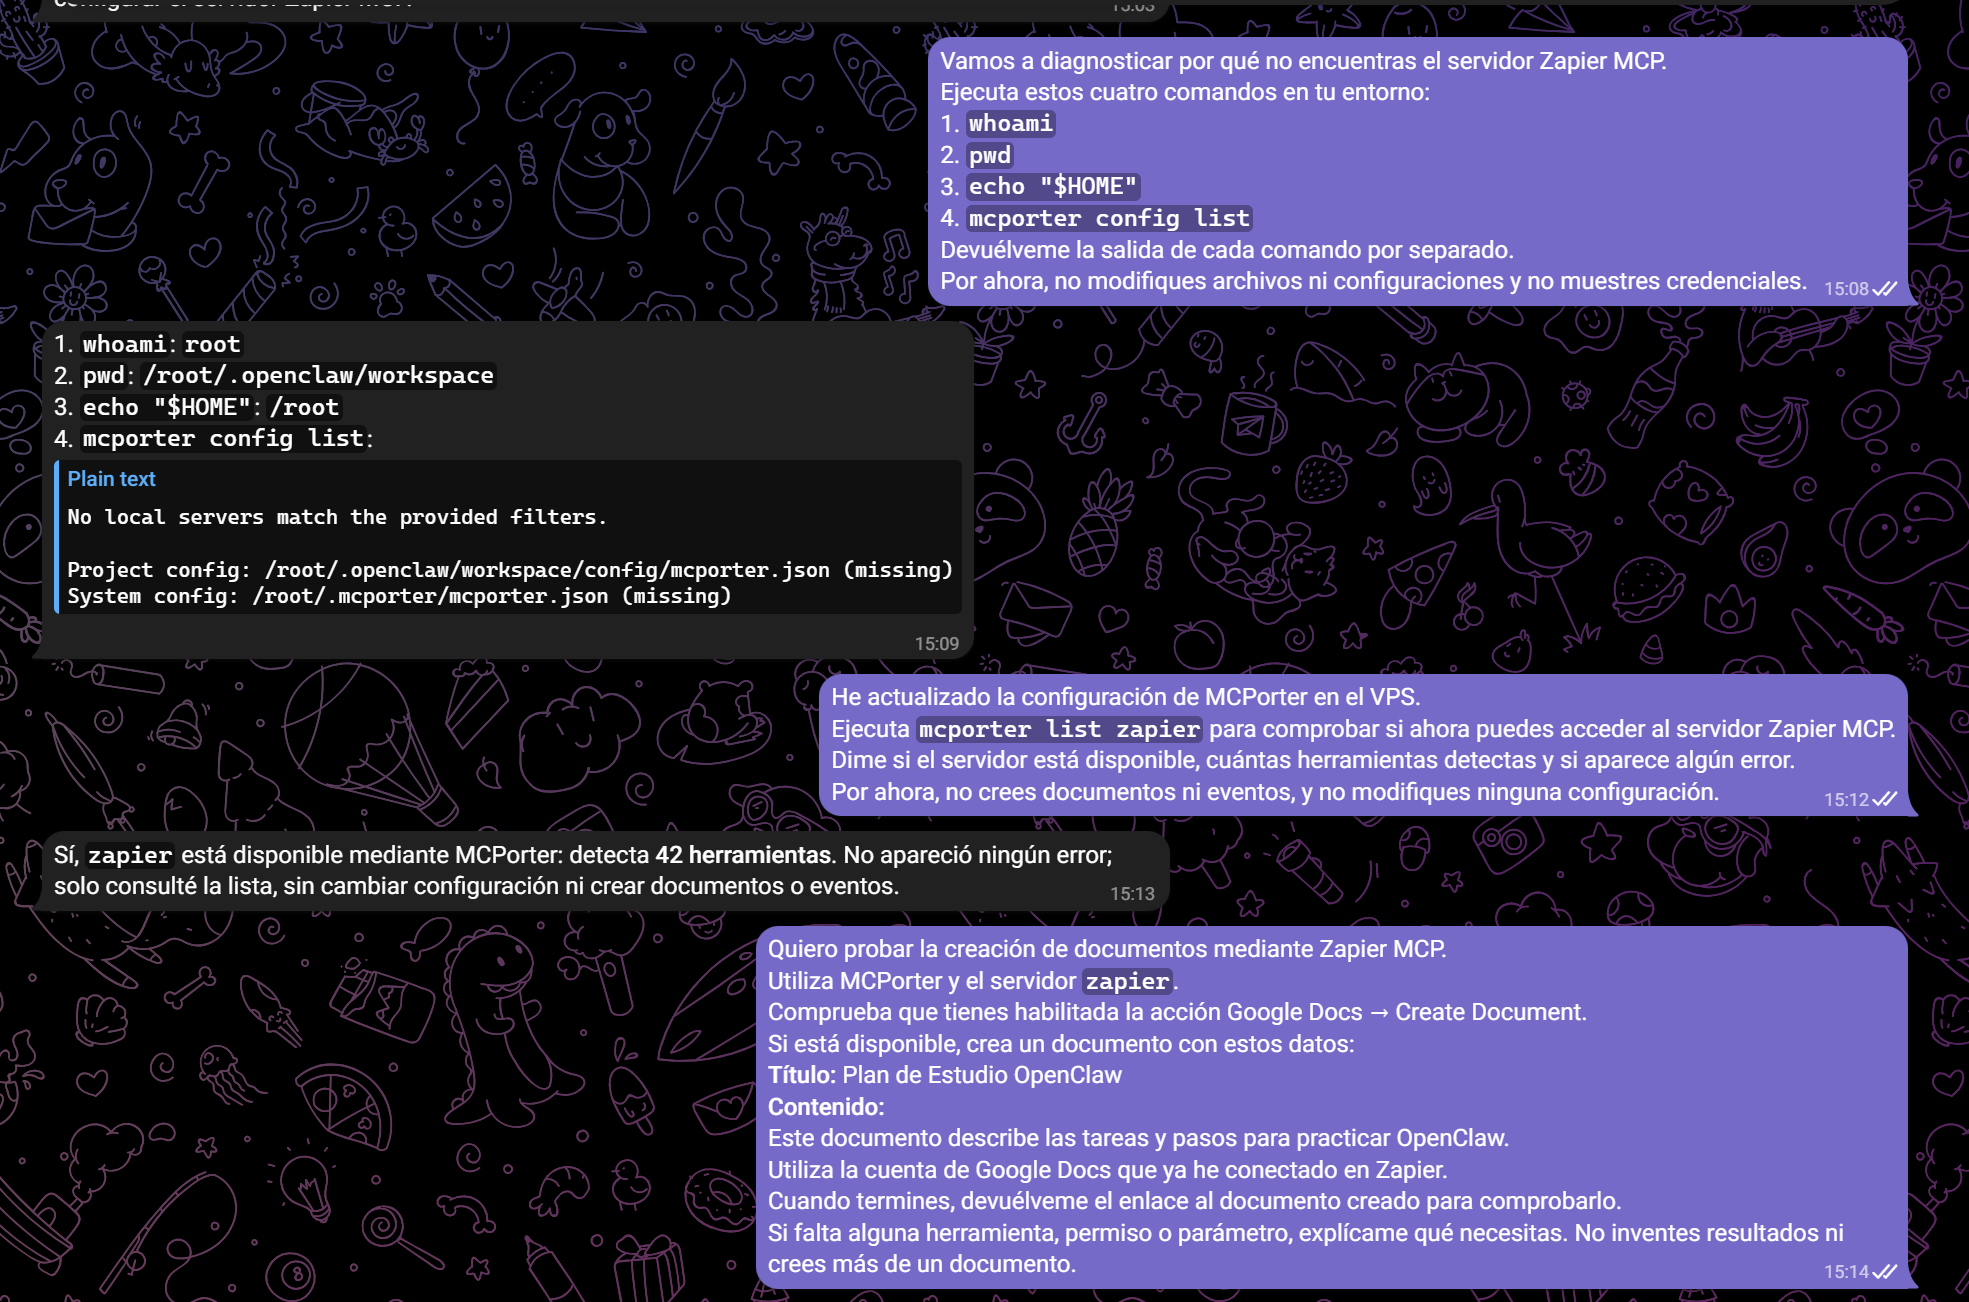 configurar el servidor Zapier MCP.
15:03
Vamos a diagnosticar por qué no encuentras el servidor Zapier MCP.
Ejecuta estos cuatro comandos en tu entorno:
1. whoami
2. pwd
3. echo "$HOME"
4. mcporter config list
Devuélveme la salida de cada comando por separado.
Por ahora, no modifiques archivos ni configuraciones y no muestres credenciales.
15:08
1. whoami: root
2. pwd: /root/.openclaw/workspace
3. echo "$HOME": /root
4. mcporter config list:
Plain text
No local servers match the provided filters.
Project config: /root/.openclaw/workspace/config/mcporter.json (missing)
System config: /root/.mcporter/mcporter.json (missing)
15:09
He actualizado la configuración de MCPorter en el VPS.
Ejecuta mcporter list zapier para comprobar si ahora puedes acceder al servidor Zapier MCP.
Dime si el servidor está disponible, cuántas herramientas detectas y si aparece algún error.
Por ahora, no crees documentos ni eventos, y no modifiques ninguna configuración.
15:12
Sí, zapier está disponible mediante MCPorter: detecta 42 herramientas. No apareció ningún error;
solo consulté la lista, sin cambiar configuración ni crear documentos o eventos.
15:13
Quiero probar la creación de documentos mediante Zapier MCP.
Utiliza MCPorter y el servidor zapier.
Comprueba que tienes habilitada la acción Google Docs → Create Document.
Si está disponible, crea un documento con estos datos:
Título: Plan de Estudio OpenClaw
Contenido:
Este documento describe las tareas y pasos para practicar OpenClaw.
Utiliza la cuenta de Google Docs que ya he conectado en Zapier.
Cuando termines, devuélveme el enlace al documento creado para comprobarlo.
Si falta alguna herramienta, permiso o parámetro, explícame qué necesitas. No inventes resultados ni
crees más de un documento.
15:14